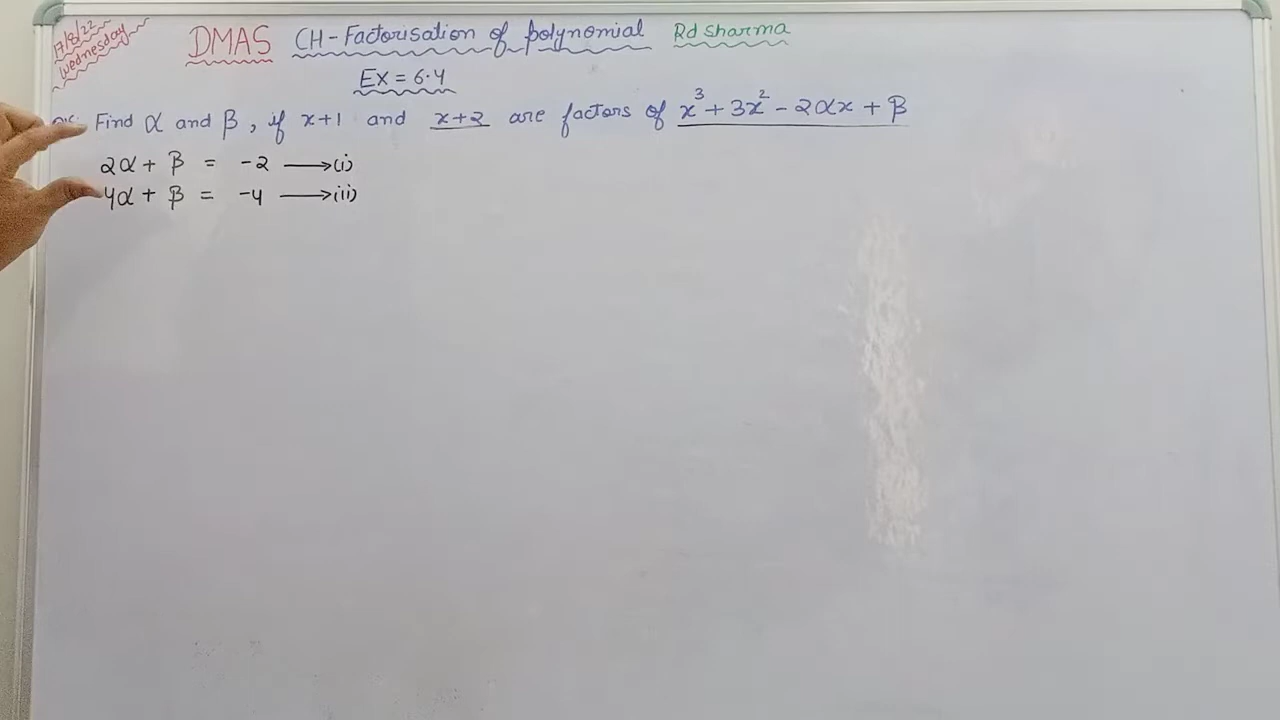 17/8/22
Wednesday
DMAS CH-Factorisation of polynomial Rd sharma
EX = 6.4
Find α and β, if x+1 and x+2 are factors of x³ + 3x² - 2αx + β
2α + β = -2 ⟶(i)
4α + β = -4 ⟶(ii)